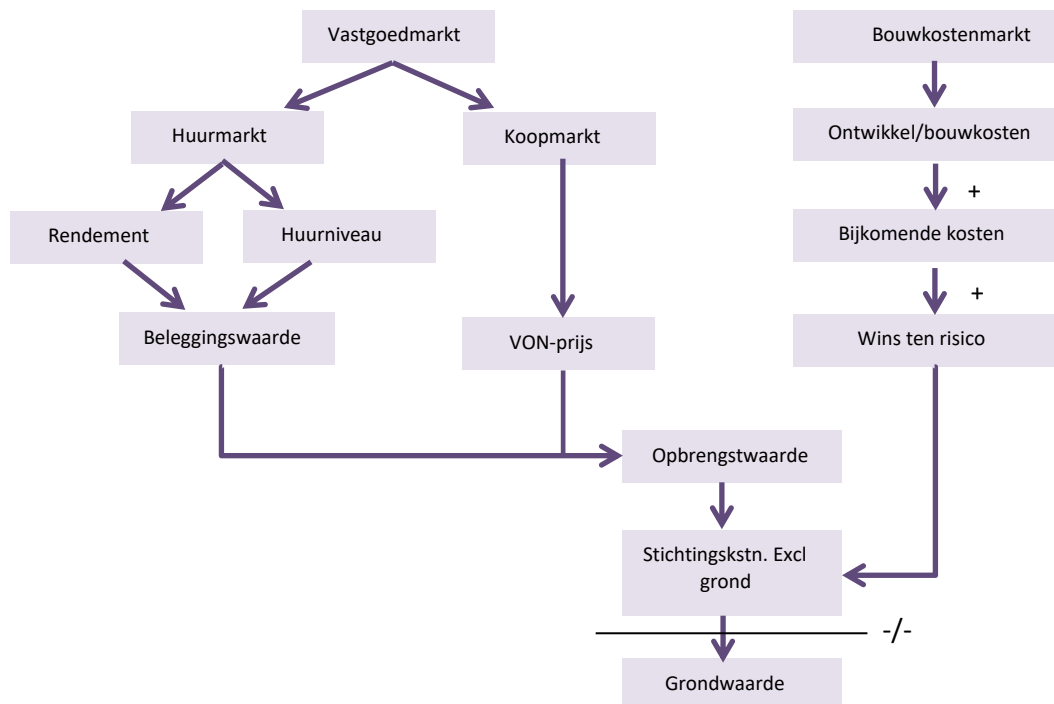 Vastgoedmarkt
Bouwkostenmarkt
Huurmarkt
Koopmarkt
Ontwikkel/bouwkosten
+
Rendement
Huurniveau
Bijkomende kosten
+
Beleggingswaarde
VON-prijs
Wins ten risico
Opbrengstwaarde
Stichtingskstn. Excl
grond
-/-
Grondwaarde